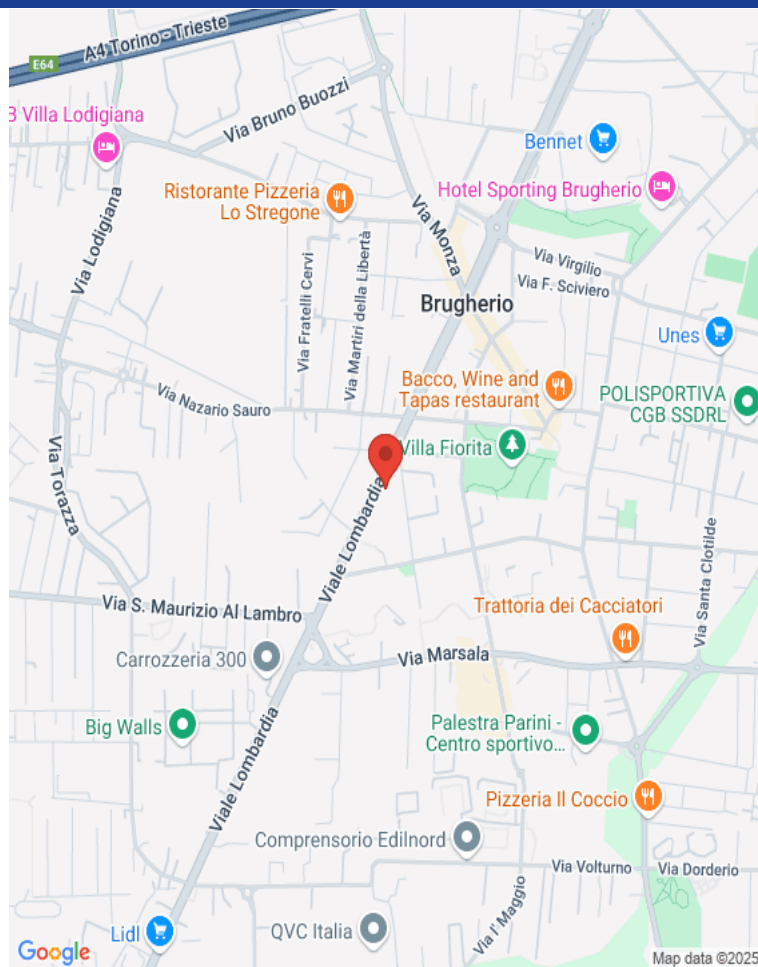 A4 Torino - Trieste
E64
B Villa Lodigiana
Via Bruno Buozzi
Bennet
Ristorante Pizzeria
Lo Stregone
Hotel Sporting Brugherio
Via Lodigiana
Via Monza
Via Fratelli Cervi
Via Martiri della Libertà
Via Virgilio
Via F. Sciviero
Brugherio
Unes
Bacco, Wine and
Tapas restaurant
POLISPORTIVA
CGB SSDRL
Via Nazario Sauro
Villa Fiorita
Via Torazza
Viale Lombardia
Via Santa Clotilde
Via S. Maurizio Al Lambro
Trattoria dei Cacciatori
Carrozzeria 300
Via Marsala
Big Walls
Palestra Parini -
Centro sportivo...
Viale Lombardia
Pizzeria Il Coccio
Comprensorio Edilnord
Via Volturno
Via Dorderio
Via I° Maggio
Lidl
QVC Italia
Google
Map data ©2025